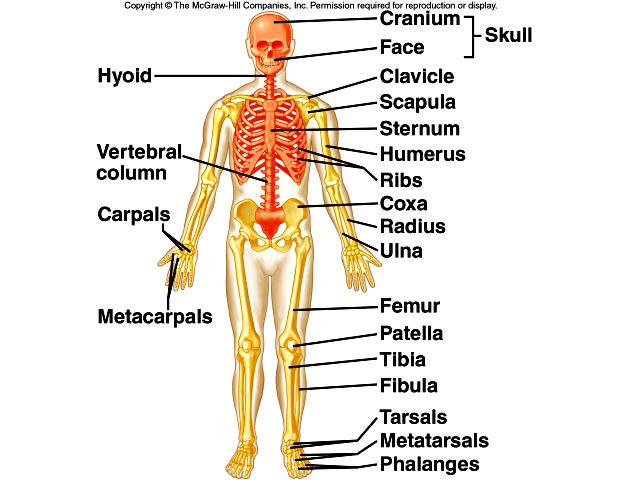 Copyright © The McGraw-Hill Companies, Inc. Permission required for reproduction or display.
Cranium
Face
Skull
Hyoid
Clavicle
Scapula
Sternum
Humerus
Vertebral
column
Ribs
Coxa
Carpals
Radius
Ulna
Metacarpals
Femur
Patella
Tibia
Fibula
Tarsals
Metatarsals
Phalanges